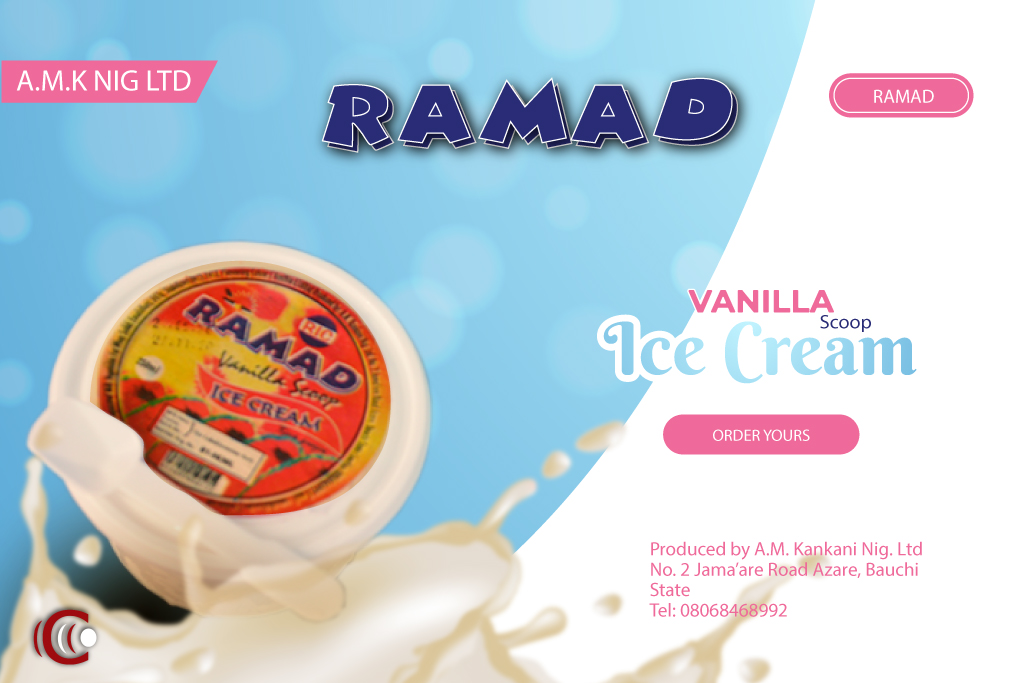 A.M.K NIG LTD
RAMAD
RAMAD
VANILLA
Scoop
Ice Cream
ORDER YOURS
RAMAD
RIC
Vanilla Scoop
ICE CREAM
Produced by A.M. Kankani Nig. Ltd
No. 2 Jama'are Road Azare, Bauchi
State
Tel: 08068468992